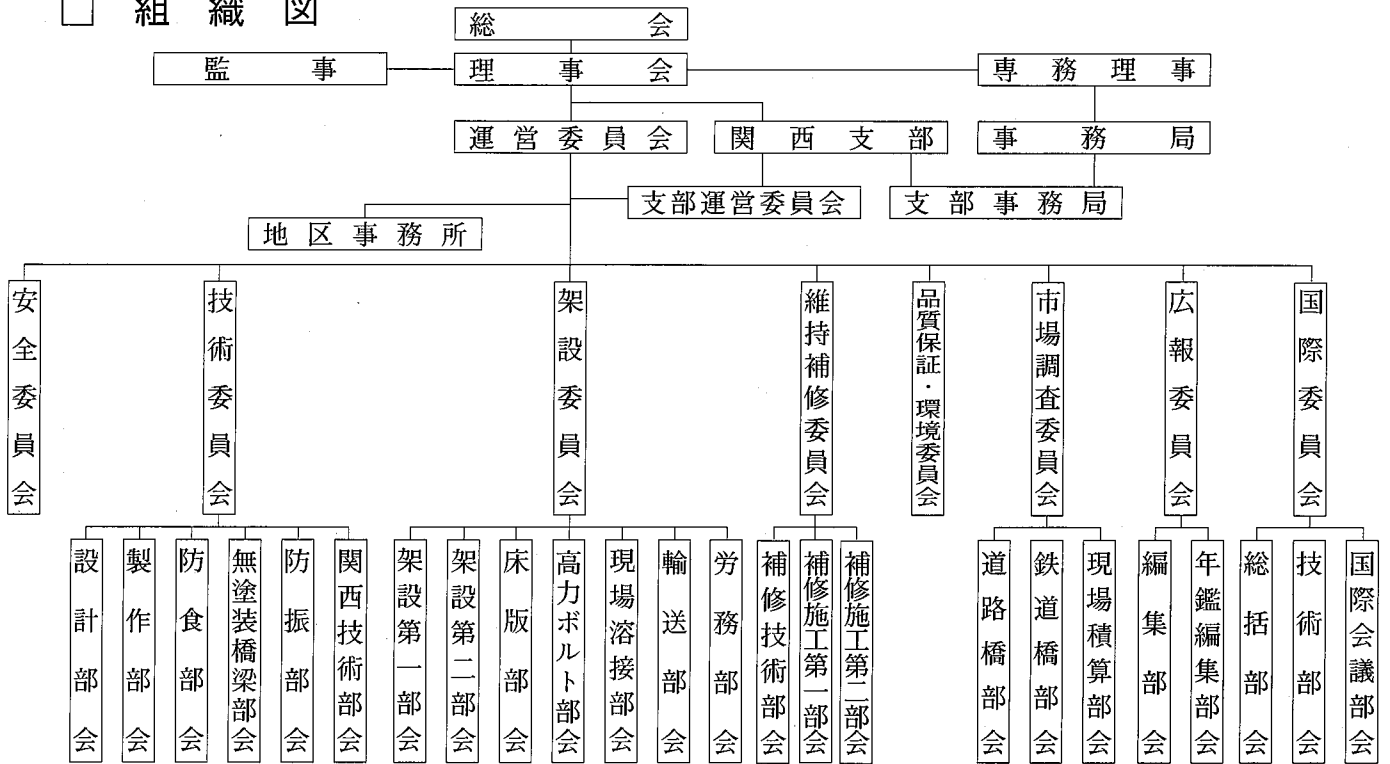 □ 組織図
総会
監事
理事会
専務理事
運営委員会
関西支部
事務局
支部運営委員会
支部事務局
地区事務所
安全委員会
技術委員会
架設委員会
維持補修委員会
品質保証・環境委員会
市場調査委員会
広報委員会
国際委員会
設計部会
製作部会
防食部会
無塗装橋梁部会
防振部会
関西技術部会
架設第一部会
架設第二部会
床版部会
高力ボルト部会
現場溶接部会
輸送部会
労務部会
補修技術部会
補修施工第一部会
補修施工第二部会
道路橋部会
鉄道橋部会
現場積算部会
編集部会
年鑑編集部会
総括部会
技術部会
国際会議部会